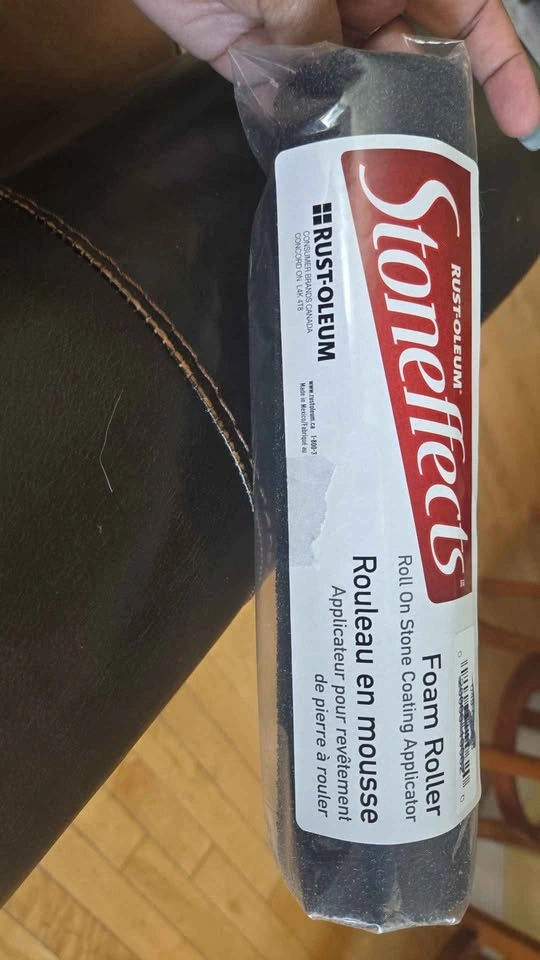 RUST-OLEUM
Stoneffects
Foam Roller
Roll On Stone Coating Applicator
Rouleau en mousse
Applicateur pour revêtement
de pierre à rouler
RUST-OLEUM
CONSUMER BRANDS CANADA
CONCORD ON L4K 4T8
www.rustoleum.ca 1-800-
Made in Mexico/Fabriqué au